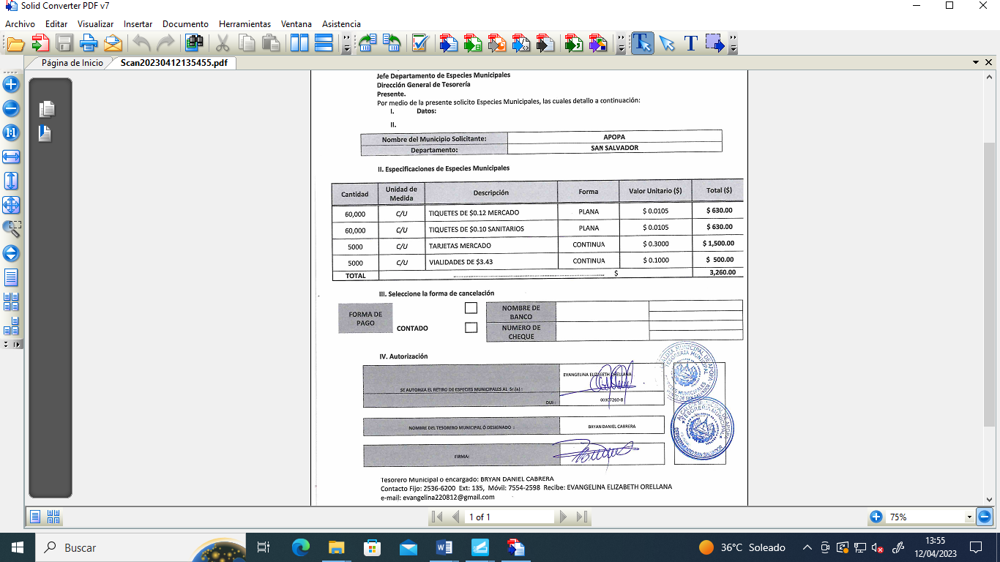 Solid Converter PDF v7
Archivo Editar Visualizar Insertar Documento Herramientas Ventana Asistencia
Página de Inicio Scan20230412135455.pdf
Jefe Departamento de Especies Municipales
Dirección General de Tesorería
Presente.
Por medio de la presente solicito Especies Municipales, las cuales detallo a continuación:
I. Datos:
II.
Nombre del Municipio Solicitante: APOPA
Departamento: SAN SALVADOR
II. Especificaciones de Especies Municipales
Cantidad Unidad de Medida Descripción Forma Valor Unitario ($) Total ($)
60,000 C/U TIQUETES DE $0.12 MERCADO PLANA $ 0.0105 $ 630.00
60,000 C/U TIQUETES DE $0.10 SANITARIOS PLANA $ 0.0105 $ 630.00
5000 C/U TARJETAS MERCADO CONTINUA $ 0.3000 $ 1,500.00
5000 C/U VIALIDADES DE $3.43 CONTINUA $ 0.1000 $ 500.00
TOTAL $ 3,260.00
III. Seleccione la forma de cancelación
FORMA DE PAGO CONTADO
NOMBRE DE BANCO
NUMERO DE CHEQUE
IV. Autorización
SE AUTORIZA EL RETIRO DE ESPECIES MUNICIPALES AL Sr.(a) : EVANGELINA ELIZABETH ORELLANA
DUI : 00307260-8
NOMBRE DEL TESORERO MUNICIPAL Ó DESIGNADO : BRYAN DANIEL CABRERA
FIRMA:
ALCALDIA MUNICIPAL DE APOPA
TESORERIA MUNICIPAL
DEPARTAMENTO SAN SALVADOR
Tesorero Municipal o encargado: BRYAN DANIEL CABRERA
Contacto Fijo: 2536-6200 Ext: 135, Móvil: 7554-2598 Recibe: EVANGELINA ELIZABETH ORELLANA
e-mail: evangelina220812@gmail.com
1 of 1
75%
Buscar
36°C Soleado
13:55
12/04/2023